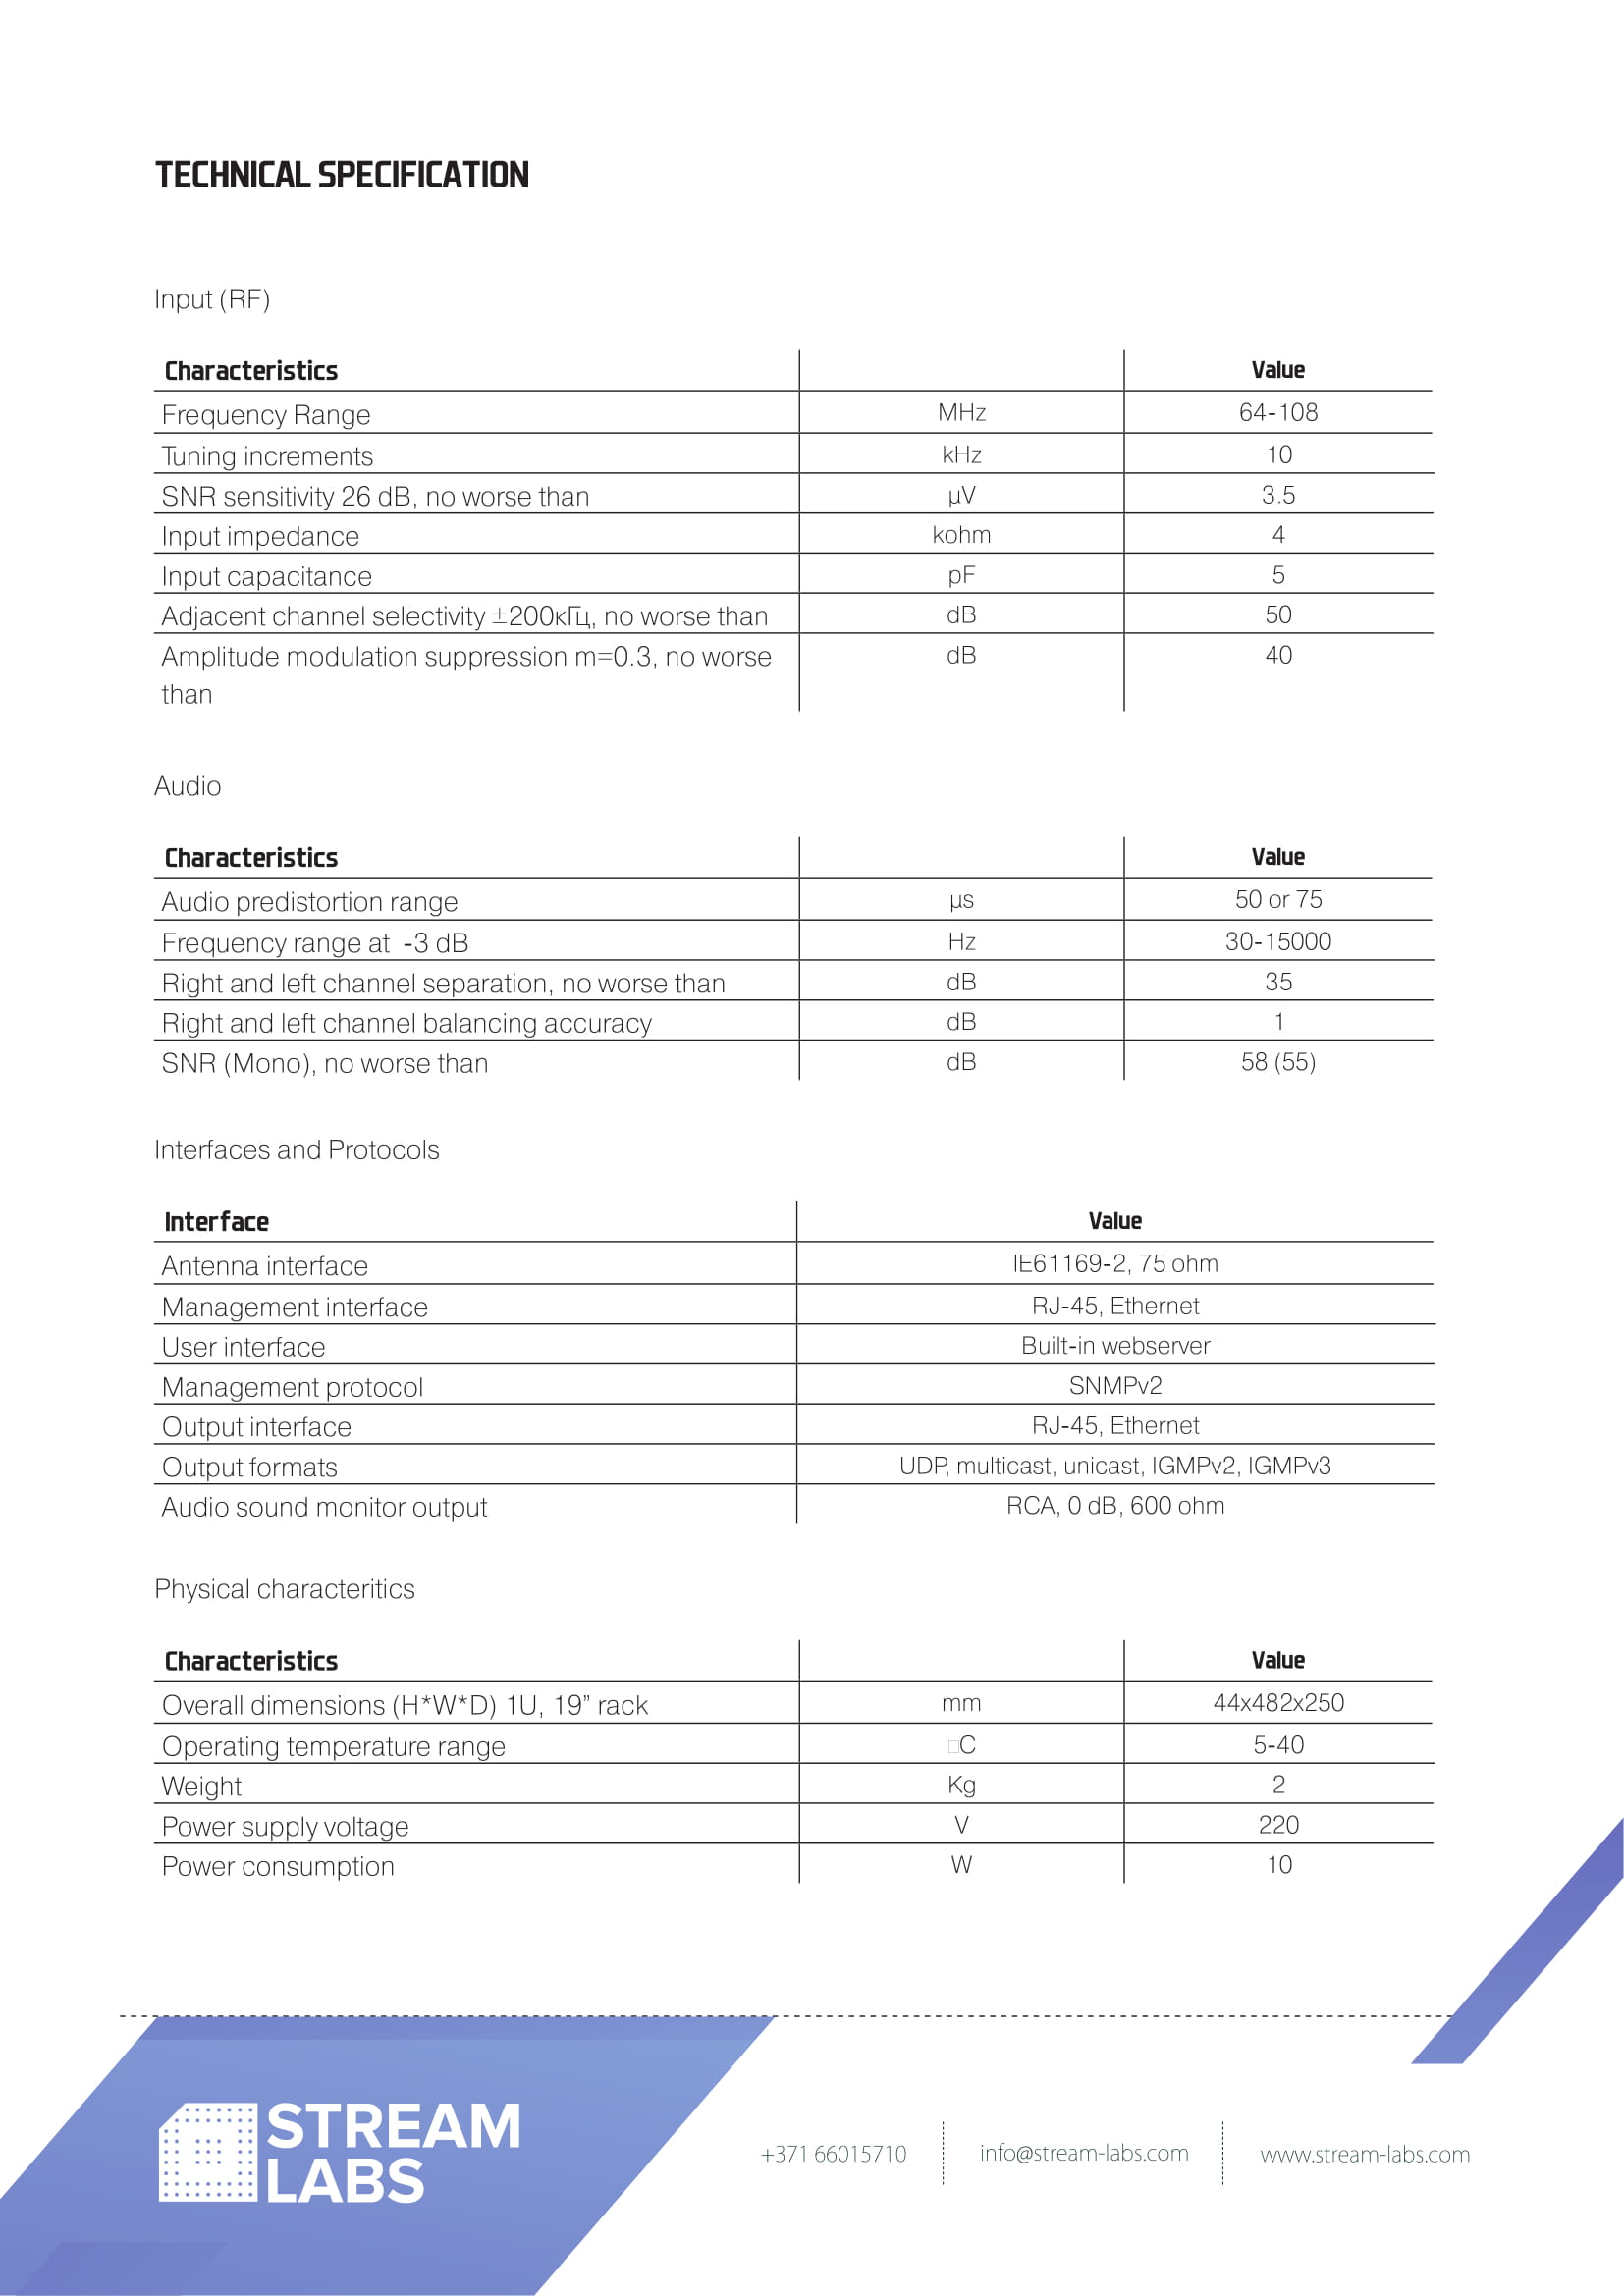 TECHNICAL SPECIFICATION
Input (RF)
Characteristics Value
Frequency Range MHz 64-108
Tuning increments kHz 10
SNR sensitivity 26 dB, no worse than µV 3.5
Input impedance kohm 4
Input capacitance pF 5
Adjacent channel selectivity ±200кГц, no worse than dB 50
Amplitude modulation suppression m=0.3, no worse dB 40
than
Audio
Characteristics Value
Audio predistortion range µs 50 or 75
Frequency range at -3 dB Hz 30-15000
Right and left channel separation, no worse than dB 35
Right and left channel balancing accuracy dB 1
SNR (Mono), no worse than dB 58 (55)
Interfaces and Protocols
Interface Value
Antenna interface IE61169-2, 75 ohm
Management interface RJ-45, Ethernet
User interface Built-in webserver
Management protocol SNMPv2
Output interface RJ-45, Ethernet
Output formats UDP, multicast, unicast, IGMPv2, IGMPv3
Audio sound monitor output RCA, 0 dB, 600 ohm
Physical characteritics
Characteristics Value
Overall dimensions (H*W*D) 1U, 19” rack mm 44x482x250
Operating temperature range □C 5-40
Weight Kg 2
Power supply voltage V 220
Power consumption W 10
STREAM
LABS
+371 66015710 info@stream-labs.com www.stream-labs.com